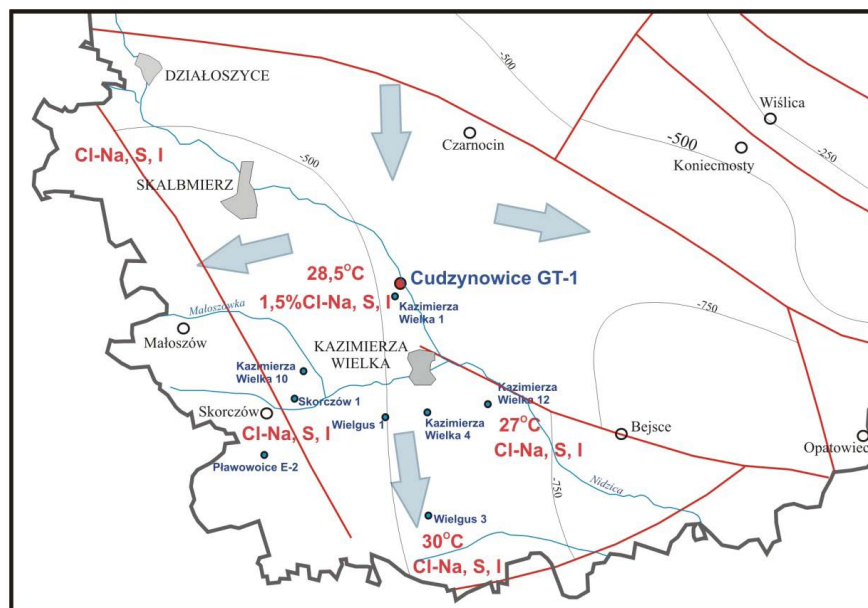 DZIAŁOSZYCE
-500
Wiślica
Czarnocin
-500
Koniecmosty
-250
Cl-Na, S, I
SKALBMIERZ
-500
28,5°C
Cudzynowice GT-1
1,5%Cl-Na, S, I
Kazimierza
Wielka 1
Małoszówka
-750
Małoszów
KAZIMIERZA
WIELKA
Kazimierza
Wielka 10
Skorczów 1
Kazimierza
Wielka 12
Skorczów
Wielgus 1
Kazimierza
Wielka 4
27°C
Bejsce
Cl-Na, S, I
Cl-Na, S, I
Opatowiec
Pławowoice E-2
-750
Nidzica
Wielgus 3
30°C
Cl-Na, S, I